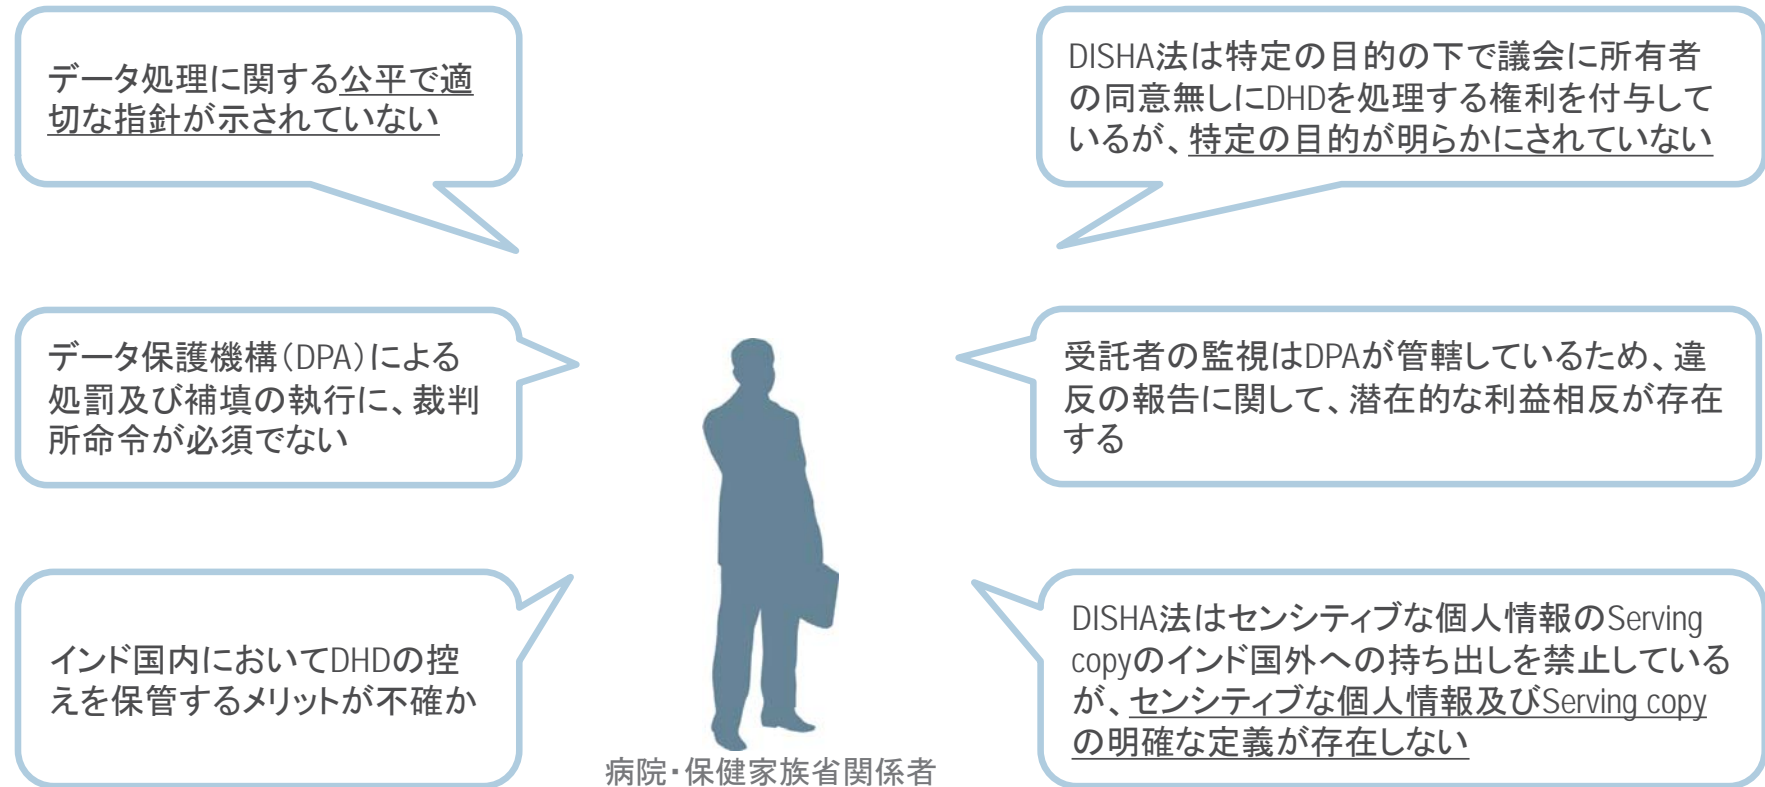 データ処理に関する公平で適
切な指針が示されていない
DISHA法は特定の目的の下で議会に所有者
の同意無しにDHDを処理する権利を付与して
いるが、特定の目的が明らかにされていない
データ保護機構（DPA）による
処罰及び補填の執行に、裁判
所命令が必須でない
受託者の監視はDPAが管轄しているため、違
反の報告に関して、潜在的な利益相反が存在
する
インド国内においてDHDの控
えを保管するメリットが不確か
DISHA法はセンシティブな個人情報のServing
copyのインド国外への持ち出しを禁止している
が、センシティブな個人情報及びServing copy
の明確な定義が存在しない
病院・保健家族省関係者